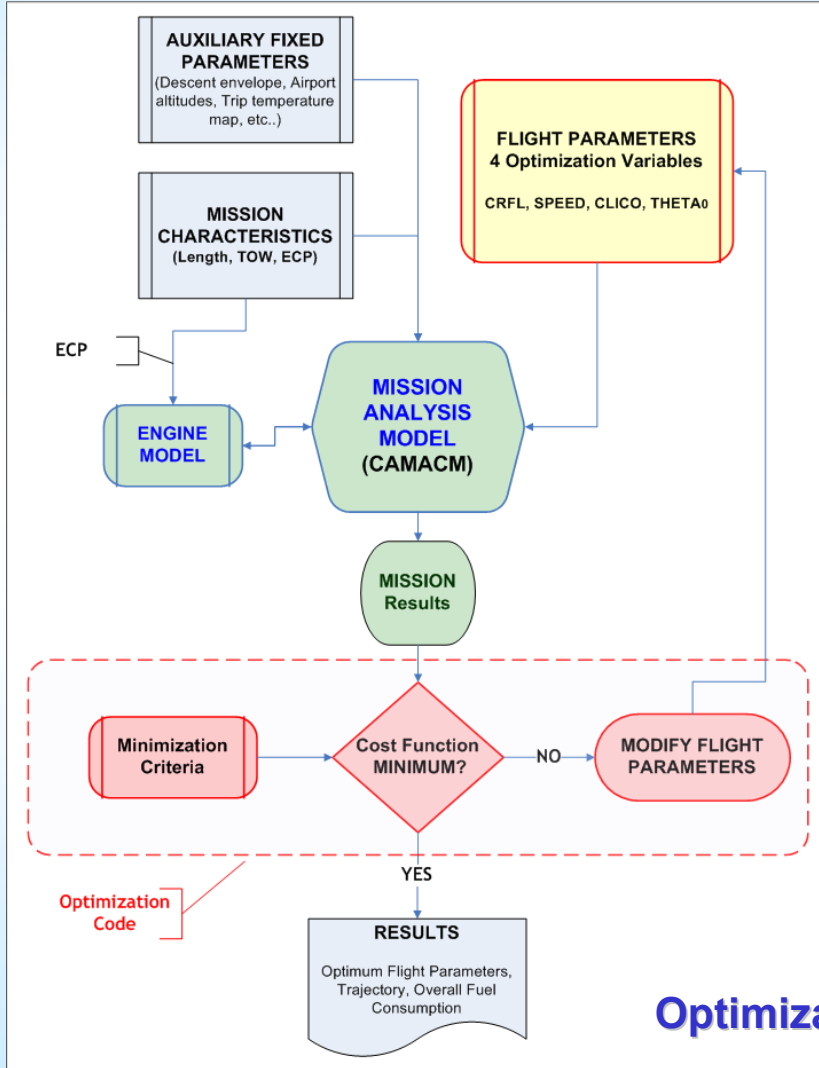 AUXILIARY FIXED
PARAMETERS
(Descent envelope, Airport
altitudes, Trip temperature
map, etc..)
FLIGHT PARAMETERS
4 Optimization Variables
CRFL, SPEED, CLICO, THETA0
MISSION
CHARACTERISTICS
(Length, TOW, ECP)
ECP
ENGINE
MODEL
MISSION
ANALYSIS
MODEL
(CAMACM)
MISSION
Results
Minimization
Criteria
Cost Function
MINIMUM?
NO
MODIFY FLIGHT
PARAMETERS
YES
Optimization
Code
RESULTS
Optimum Flight Parameters,
Trajectory, Overall Fuel
Consumption
Optimiza